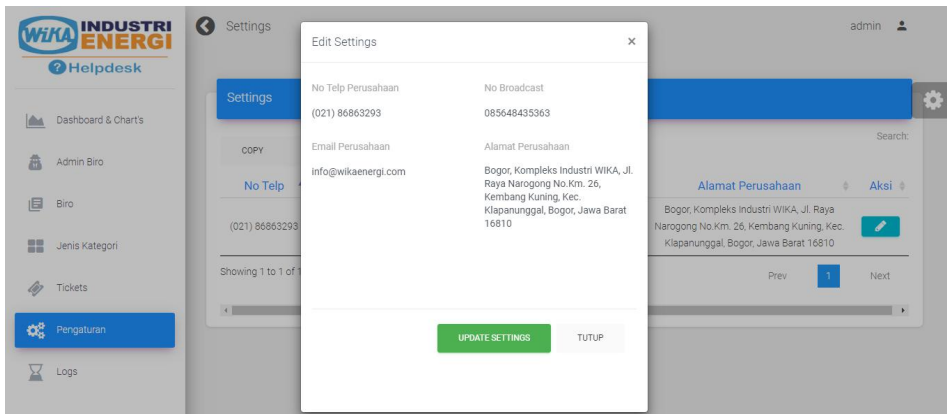 WiKA INDUSTRI
ENERGI
? Helpdesk
Dashboard & Chart's
Admin Biro
Biro
Jenis Kategori
Tickets
Pengaturan
Logs
Settings
admin
Settings
COPY
Search:
No Telp
Alamat Perusahaan
Aksi
(021) 86863293
Bogor, Kompleks Industri WIKA, Jl. Raya
Narogong No.Km. 26, Kembang Kuning, Kec.
Klapanunggal, Bogor, Jawa Barat 16810
Showing 1 to 1 of 1
Prev
1
Next
Edit Settings
×
No Telp Perusahaan
(021) 86863293
No Broadcast
085648435363
Email Perusahaan
info@wikaenergi.com
Alamat Perusahaan
Bogor, Kompleks Industri WIKA, Jl.
Raya Narogong No.Km. 26,
Kembang Kuning, Kec.
Klapanunggal, Bogor, Jawa Barat
16810
UPDATE SETTINGS
TUTUP